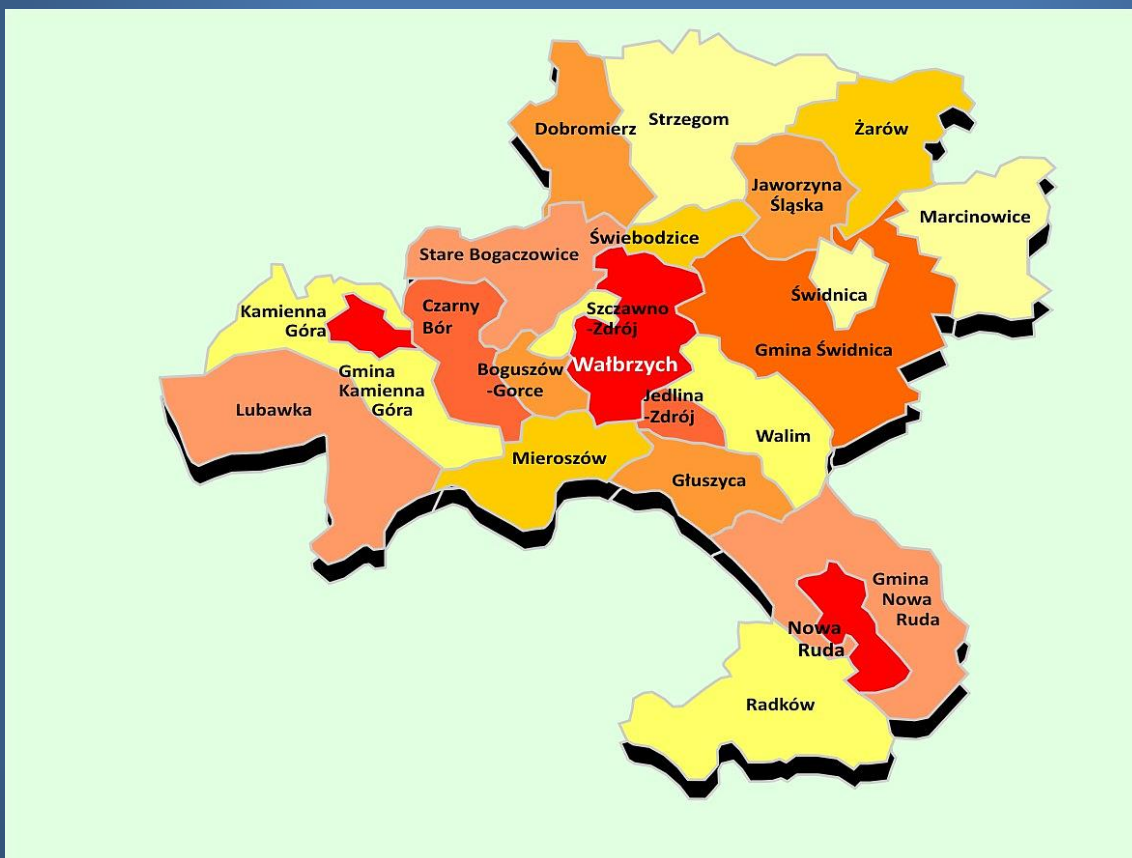 Strzegom
Dobromierz
Żarów
Jaworzyna
Śląska
Marcinowice
Świebodzice
Stare Bogaczowice
Świdnica
Kamienna
Góra
Czarny
Bór
Szczawno
-Zdrój
Gmina Świdnica
Wałbrzych
Boguszów
-Gorce
Gmina
Kamienna
Góra
Jedlina
-Zdrój
Lubawka
Walim
Mieroszów
Głuszyca
Gmina
Nowa
Ruda
Nowa
Ruda
Radków